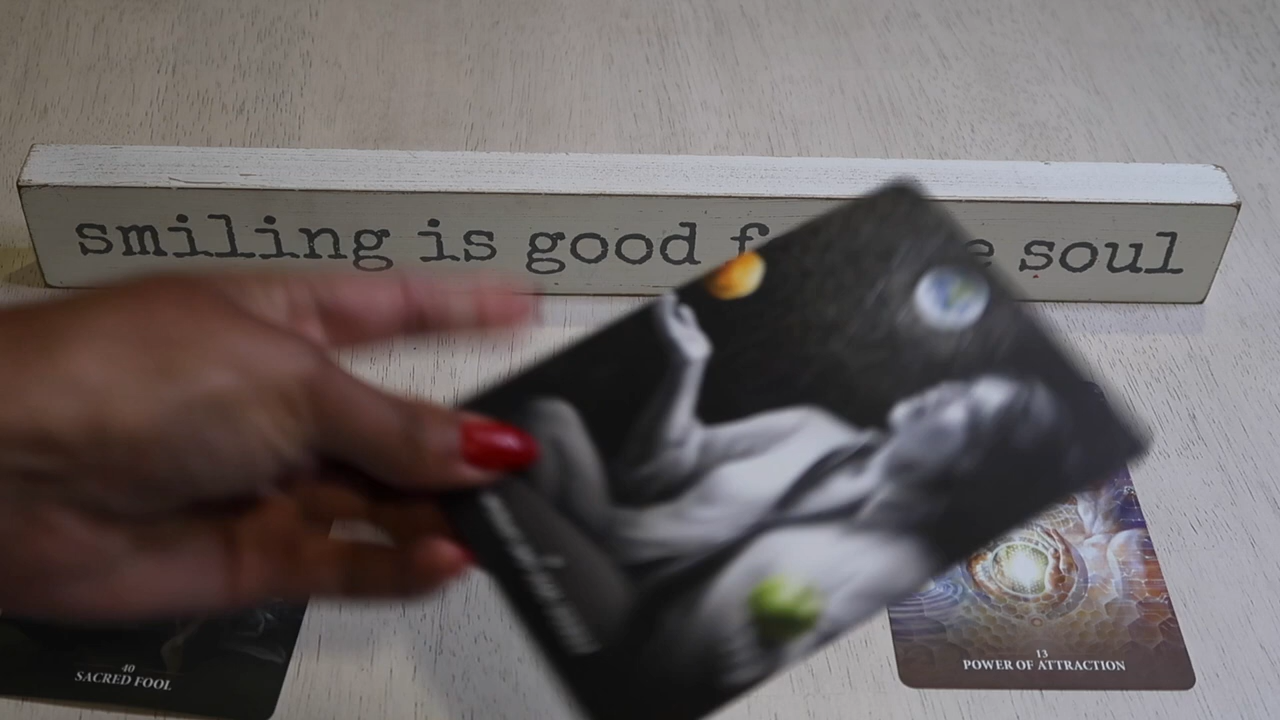 smiling is good f e soul
40
SACRED FOOL
13
POWER OF ATTRACTION